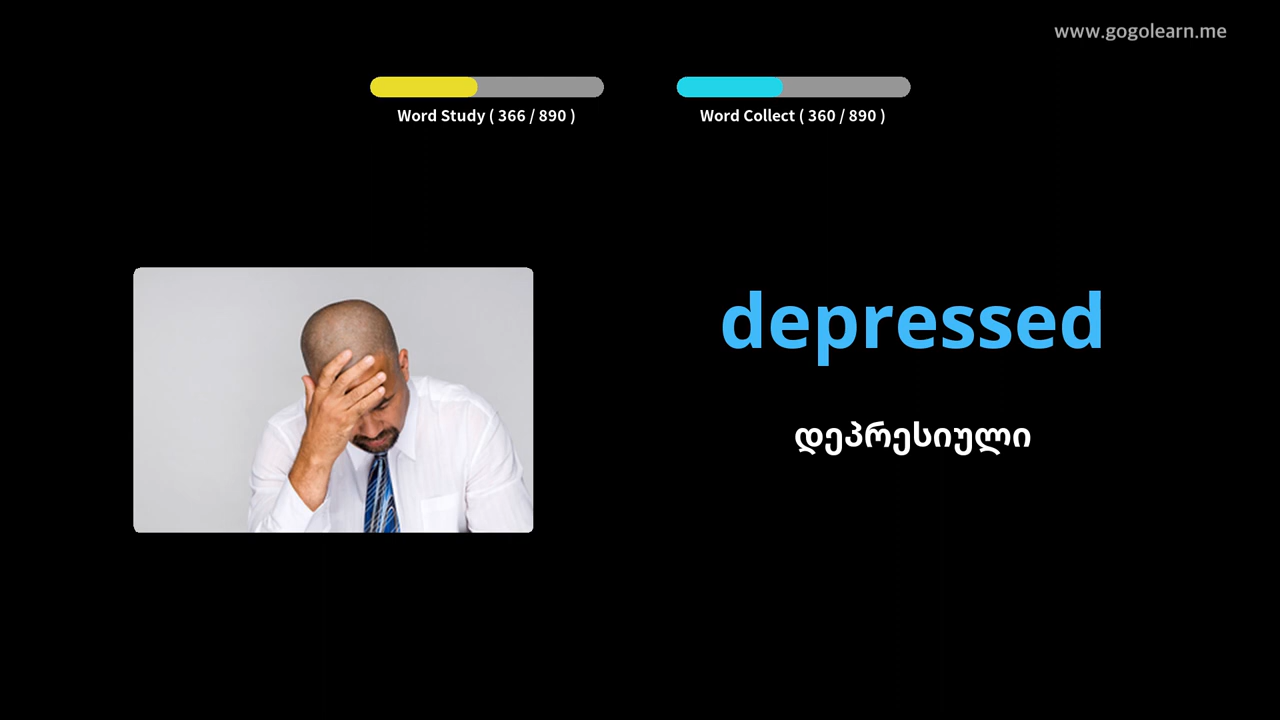 www.gogolearn.me
Word Study ( 366 / 890 )
Word Collect ( 360 / 890 )
depressed
დეპრესიული